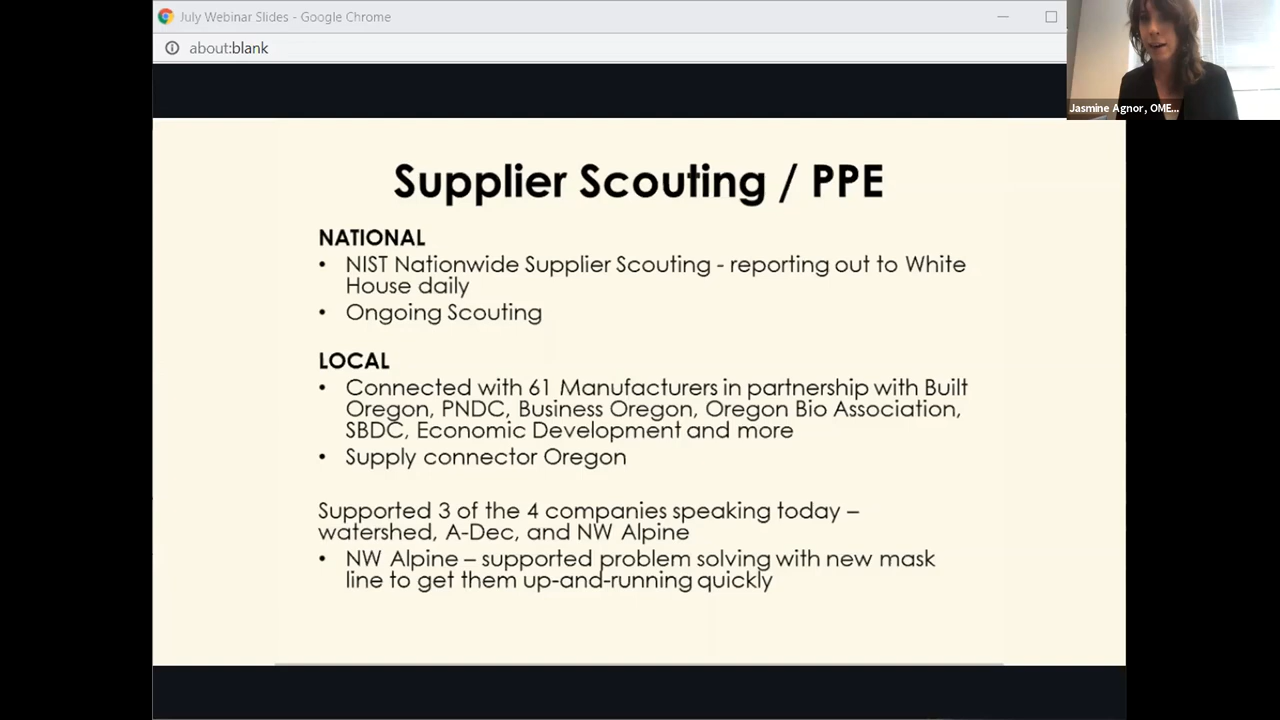 July Webinar Slides - Google Chrome
about:blank
Jasmine Agnor, OME...
Supplier Scouting / PPE
NATIONAL
• NIST Nationwide Supplier Scouting - reporting out to White
House daily
• Ongoing Scouting
LOCAL
• Connected with 61 Manufacturers in partnership with Built
Oregon, PNDC, Business Oregon, Oregon Bio Association,
SBDC, Economic Development and more
• Supply connector Oregon
Supported 3 of the 4 companies speaking today –
watershed, A-Dec, and NW Alpine
• NW Alpine – supported problem solving with new mask
line to get them up-and-running quickly